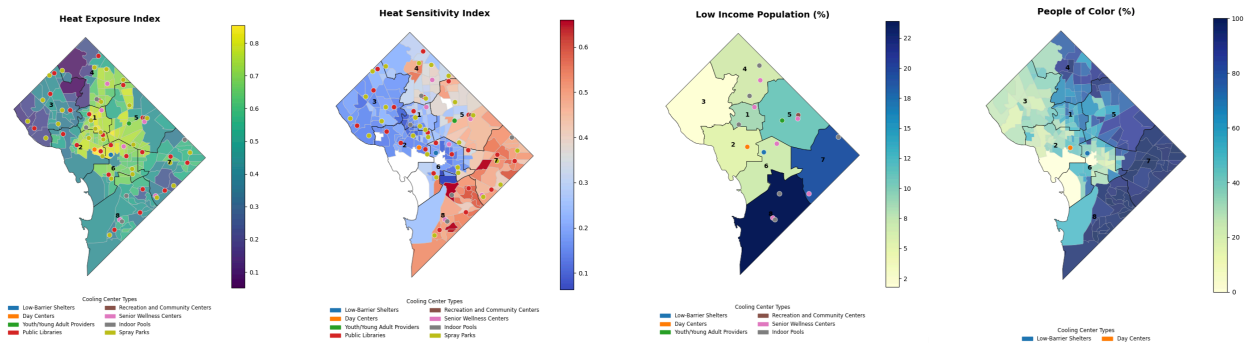 Heat Exposure Index
4
3
1
5
2
6
7
8
0.8
0.7
0.6
0.5
0.4
0.3
0.2
0.1
Cooling Center Types
Low-Barrier Shelters
Day Centers
Youth/Young Adult Providers
Public Libraries
Recreation and Community Centers
Senior Wellness Centers
Indoor Pools
Spray Parks
Heat Sensitivity Index
4
3
1
5
2
6
7
8
0.6
0.5
0.4
0.3
0.2
0.1
Cooling Center Types
Low-Barrier Shelters
Day Centers
Youth/Young Adult Providers
Public Libraries
Recreation and Community Centers
Senior Wellness Centers
Indoor Pools
Spray Parks
Low Income Population (%)
4
3
1
5
2
6
7
22
20
18
15
12
10
8
5
2
Cooling Center Types
Low-Barrier Shelters
Day Centers
Youth/Young Adult Providers
Recreation and Community Centers
Senior Wellness Centers
Indoor Pools
People of Color (%)
4
3
1
5
2
6
7
8
100
80
60
40
20
0
Cooling Center Types
Low-Barrier Shelters
Day Centers